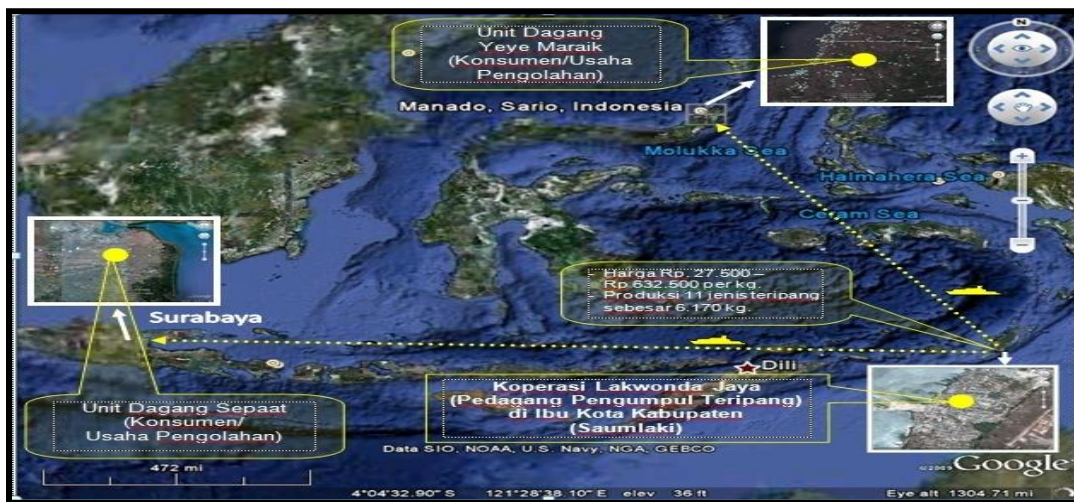 Unit Dagang
Yeye Maraik
(Konsumen/Usaha
Pengolahan)
N
Manado, Sario, Indonesia
Molukka Sea
Halmahera Sea
Ceram Sea
- Harga Rp. 27.500 –
Rp.632.500 per kg.
- Produksi 11 jenis teripang
sebesar 6.170 kg.
Surabaya
Dili
Koperasi Lakwonda Jaya
(Pedagang Pengumpul Teripang)
di Ibu Kota Kabupaten
(Saumlaki)
Unit Dagang Sepaat
(Konsumen/
Usaha Pengolahan)
Data SIO, NOAA, U.S. Navy, NGA, GEBCO
472 mi
©2009 Google
4°04'32.90" S 121°28'38.10" E elev 36 ft
Eye alt 1304.71 mi